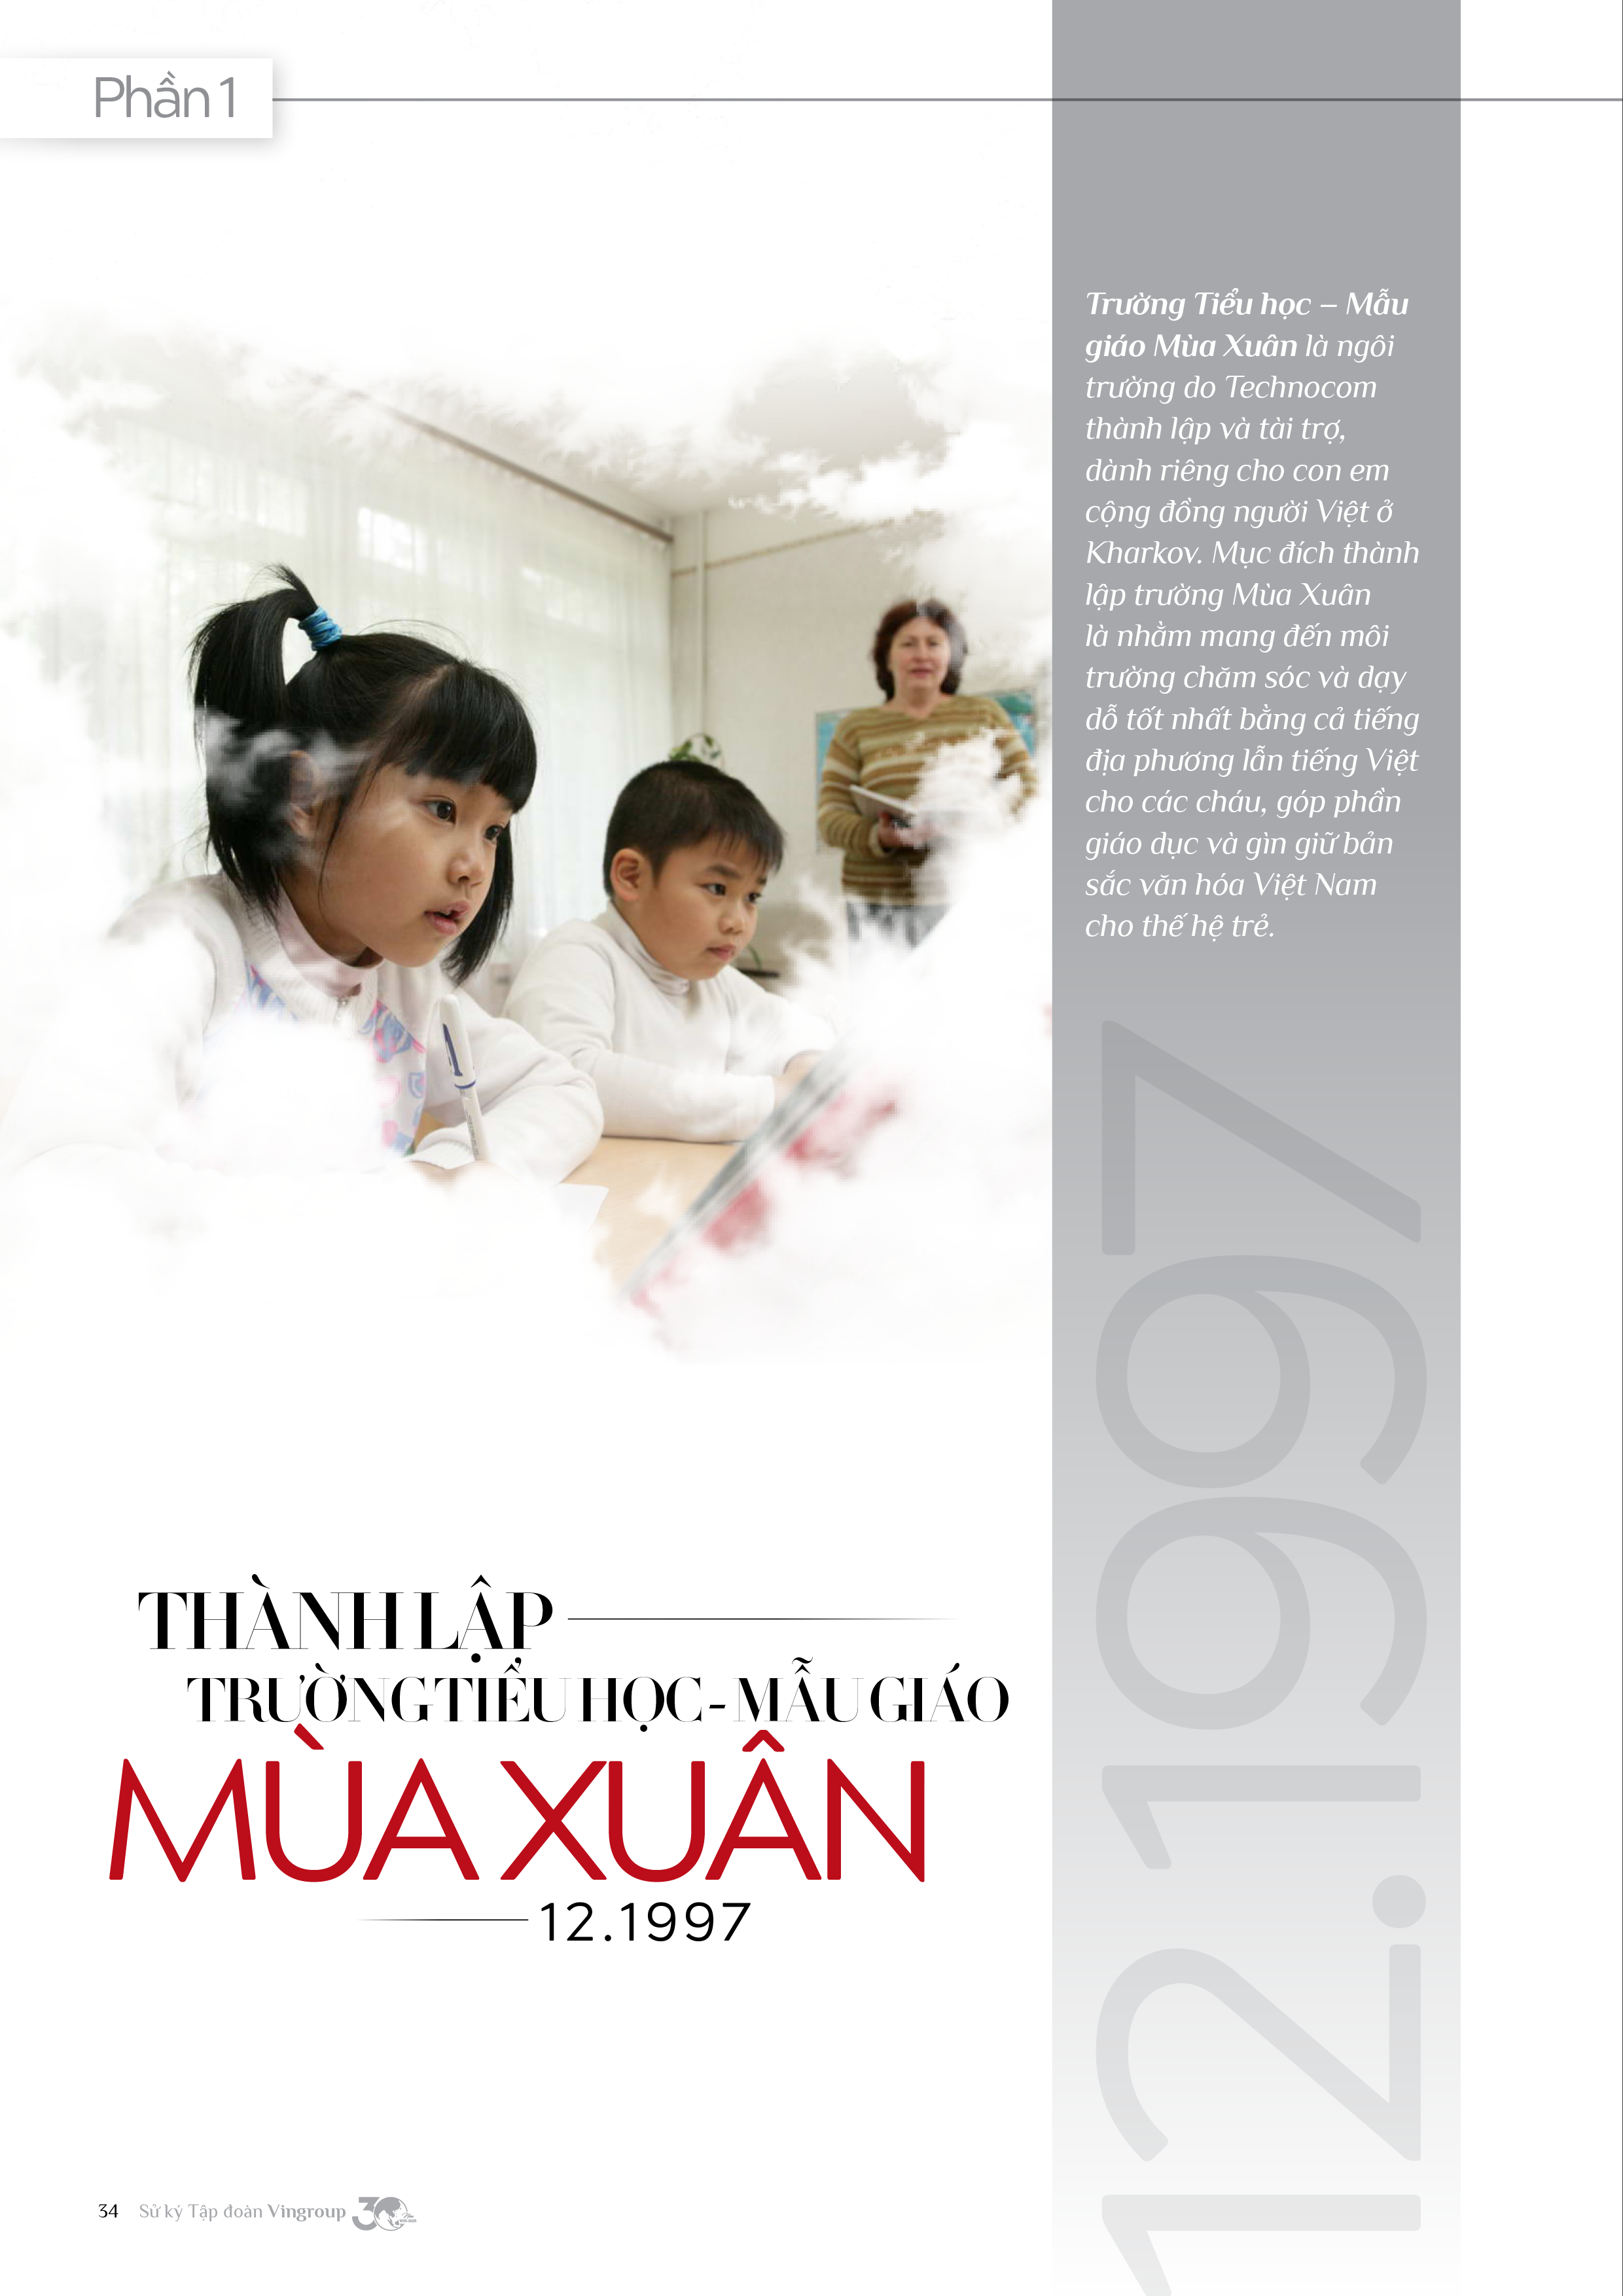 Phần 1
Trường Tiểu học – Mẫu
giáo Mùa Xuân là ngôi
trường do Technocom
thành lập và tài trợ,
dành riêng cho con em
cộng đồng người Việt ở
Kharkov. Mục đích thành
lập trường Mùa Xuân
là nhằm mang đến môi
trường chăm sóc và dạy
dỗ tốt nhất bằng cả tiếng
địa phương lẫn tiếng Việt
cho các cháu, góp phần
giáo dục và gìn giữ bản
sắc văn hóa Việt Nam
cho thế hệ trẻ.
12.1997
THÀNH LẬP
TRƯỜNG TIỂU HỌC - MẪU GIÁO
MÙA XUÂN
12.1997
34 Sử ký Tập đoàn Vingroup 30